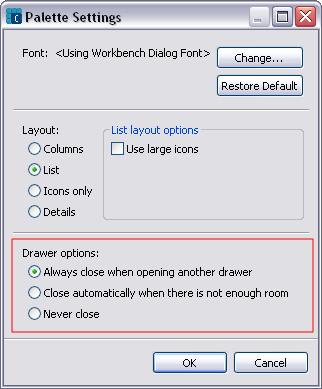 Palette Settings
Font: <Using Workbench Dialog Font> Change...
Restore Default
Layout:
Columns
List
Icons only
Details
List layout options
Use large icons
Drawer options:
Always close when opening another drawer
Close automatically when there is not enough room
Never close
OK Cancel